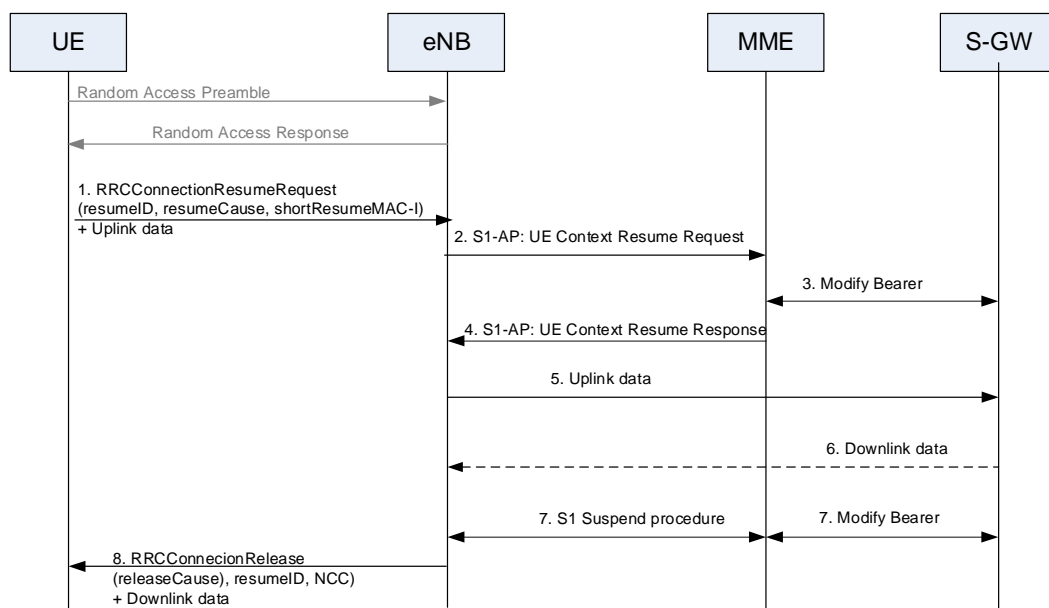 UE eNB MME S-GW
Random Access Preamble
Random Access Response
1. RRCConnectionResumeRequest
(resumeID, resumeCause, shortResumeMAC-I)
+ Uplink data
2. S1-AP: UE Context Resume Request
3. Modify Bearer
4. S1-AP: UE Context Resume Response
5. Uplink data
6. Downlink data
7. S1 Suspend procedure 7. Modify Bearer
8. RRCConnecionRelease
(releaseCause), resumeID, NCC)
+ Downlink data